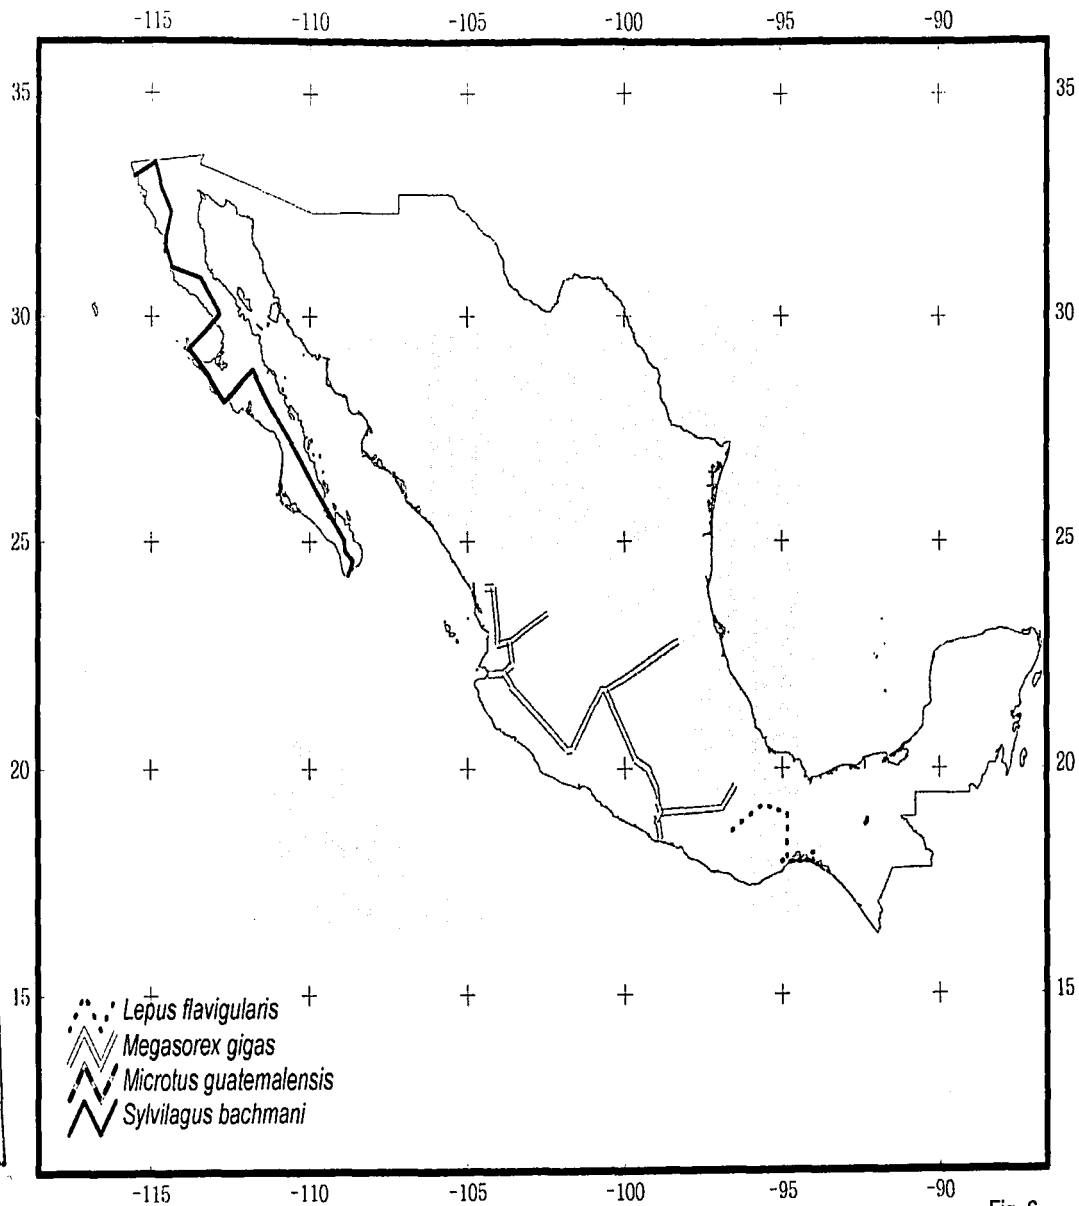 -115 -110 -105 -100 -95 -90
35 35
30 30
25 25
20 20
15 15
Lepus flavigularis
Megasorex gigas
Microtus guatemalensis
Sylvilagus bachmani
-115 -110 -105 -100 -95 -90